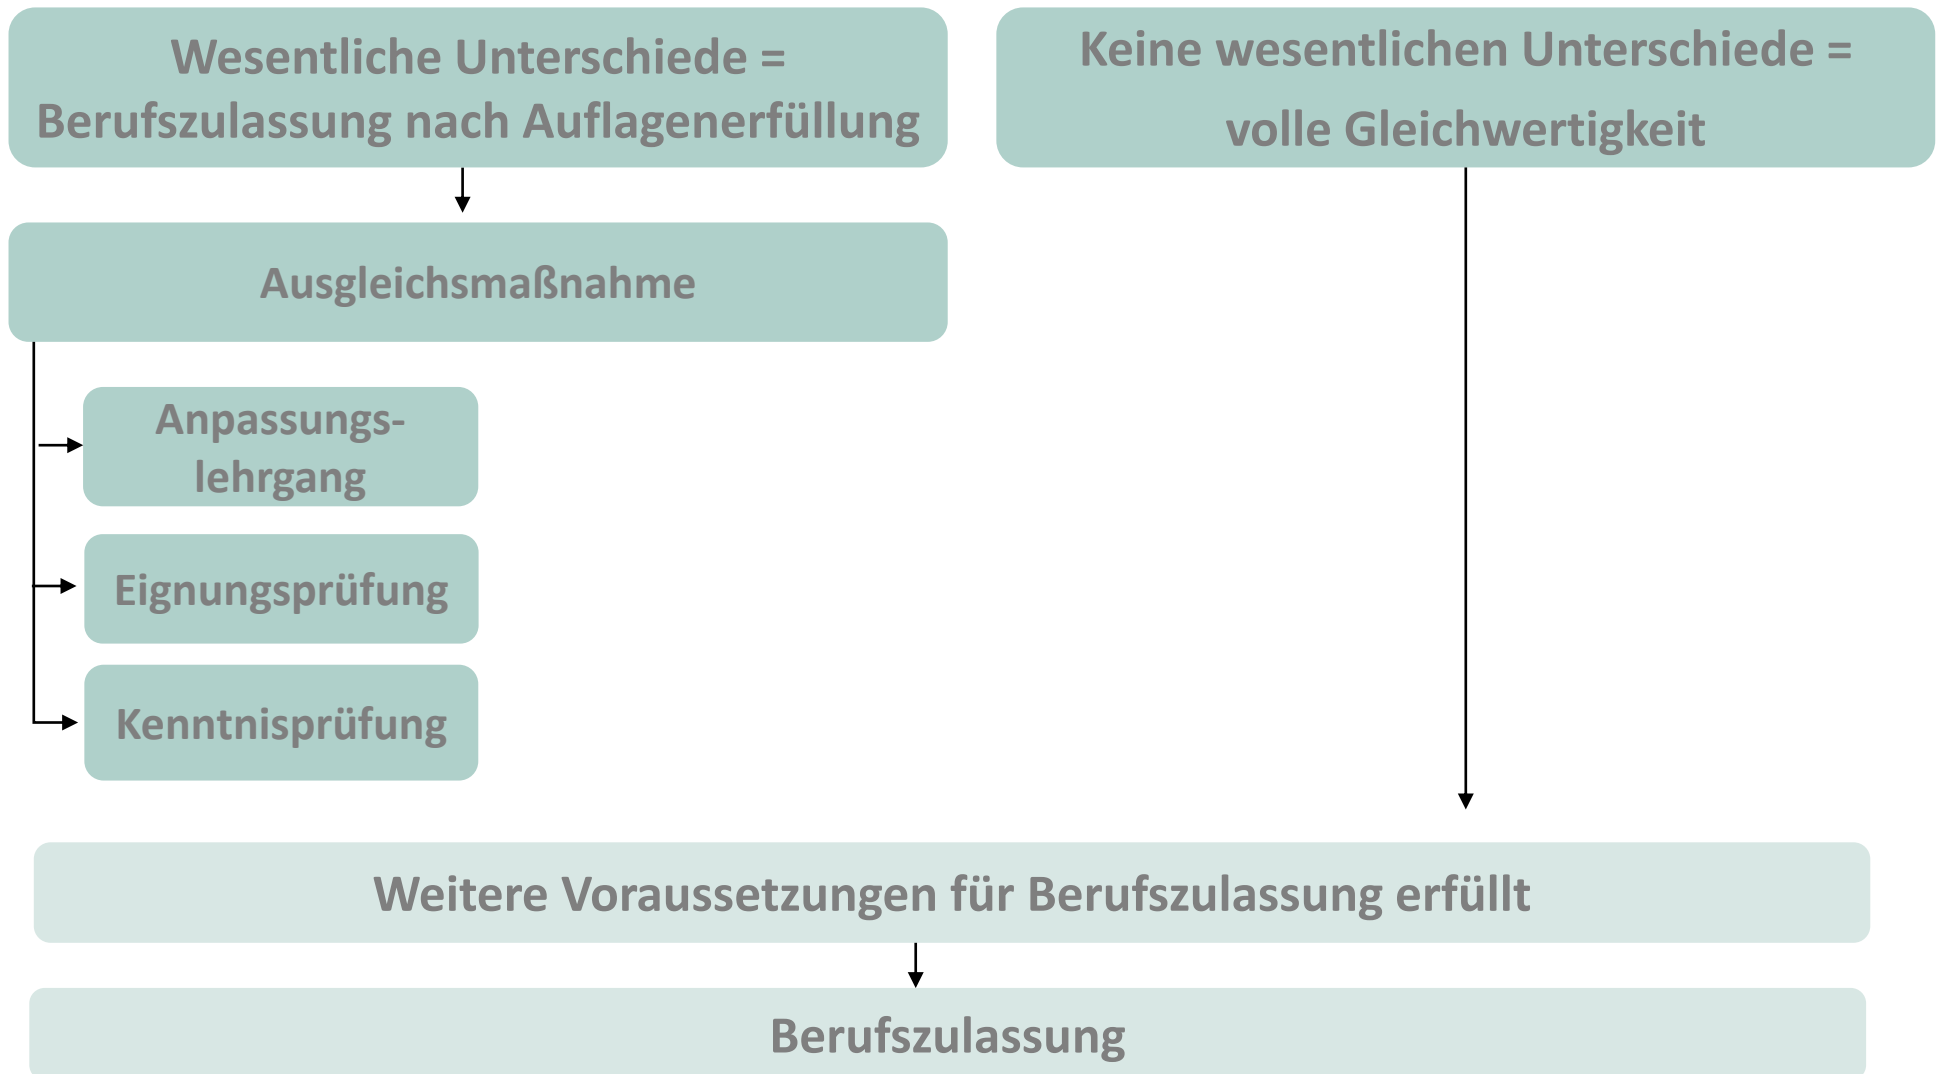 Wesentliche Unterschiede =
Berufszulassung nach Auflagenerfüllung
Keine wesentlichen Unterschiede =
volle Gleichwertigkeit
Ausgleichsmaßnahme
Anpassungs-
lehrgang
Eignungsprüfung
Kenntnisprüfung
Weitere Voraussetzungen für Berufszulassung erfüllt
Berufszulassung